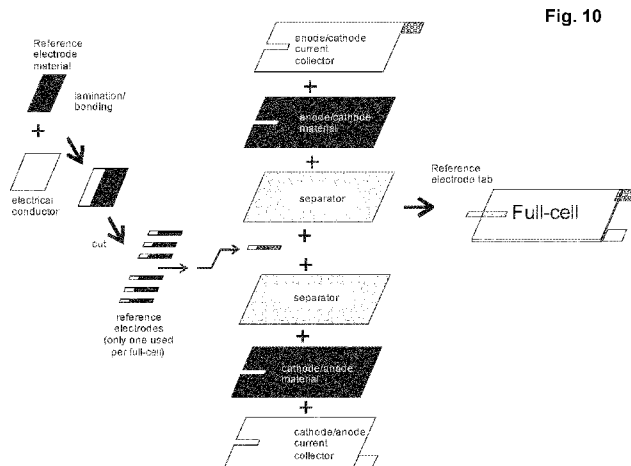 Fig. 10
Reference
electrode
material
lamination/
bonding
+
electrical
conductor
cut
reference
electrodes
(only one used
per full-cell)
anode/cathode
current
collector
+
anode/cathode
material
+
separator
+
+
separator
+
cathode/anode
material
+
cathode/anode
current
collector
Reference
electrode tab
Full-cell